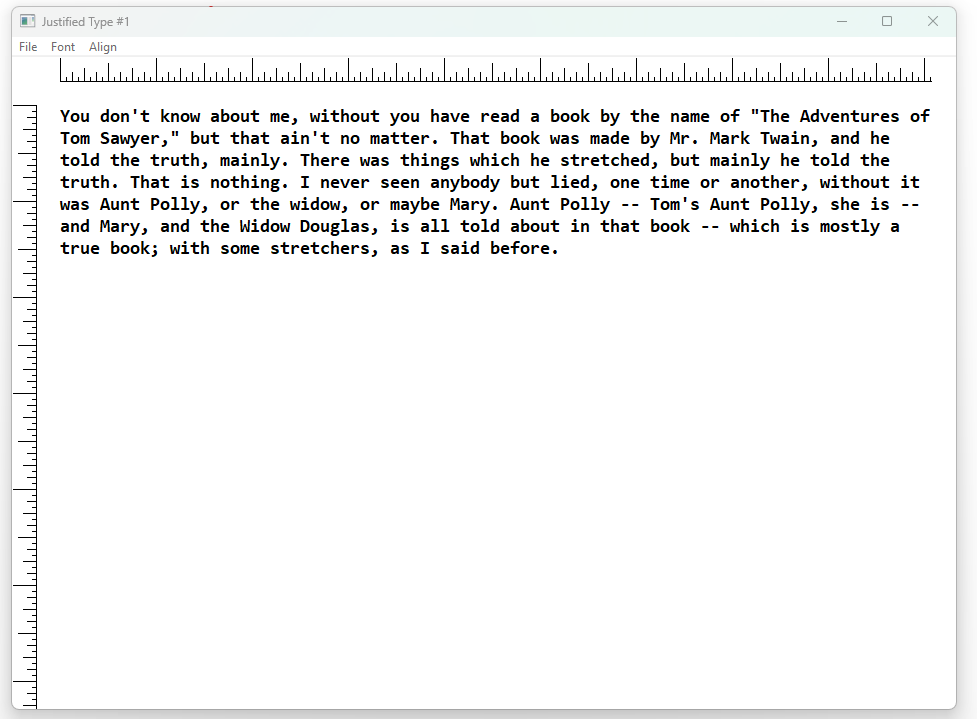 Justified Type #1
File Font Align
You don't know about me, without you have read a book by the name of "The Adventures of
Tom Sawyer," but that ain't no matter. That book was made by Mr. Mark Twain, and he
told the truth, mainly. There was things which he stretched, but mainly he told the
truth. That is nothing. I never seen anybody but lied, one time or another, without it
was Aunt Polly, or the widow, or maybe Mary. Aunt Polly -- Tom's Aunt Polly, she is --
and Mary, and the Widow Douglas, is all told about in that book -- which is mostly a
true book; with some stretchers, as I said before.